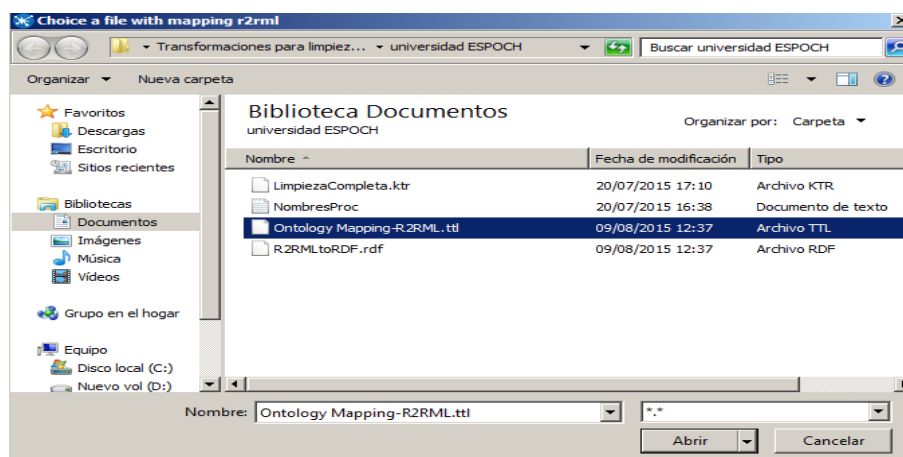 Choice a file with mapping r2rml
Transformaciones para limpiez... universidad ESPOCH
Buscar universidad ESPOCH
Organizar Nueva carpeta
Favoritos
Descargas
Escritorio
Sitios recientes
Bibliotecas
Documentos
Imágenes
Música
Vídeos
Grupo en el hogar
Equipo
Disco local (C:)
Nuevo vol (D:)
Biblioteca Documentos
universidad ESPOCH
Organizar por: Carpeta
Nombre Fecha de modificación Tipo
LimpiezaCompleta.ktr 20/07/2015 17:10 Archivo KTR
NombresProc 20/07/2015 16:38 Documento de texto
Ontology Mapping-R2RML.ttl 09/08/2015 12:37 Archivo TTL
R2RMLtoRDF.rdf 09/08/2015 12:37 Archivo RDF
Nombre: Ontology Mapping-R2RML.ttl *.*
Abrir Cancelar